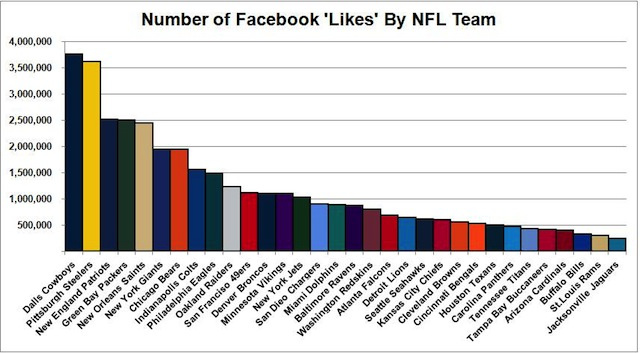 Number of Facebook 'Likes' By NFL Team
4,000,000
3,500,000
3,000,000
2,500,000
2,000,000
1,500,000
1,000,000
500,000
Dalls Cowboys
Pittsburgh Steelers
New England Patriots
Green Bay Packers
New Orleans Saints
New York Giants
Chicago Bears
Indianapolis Colts
Philadelphia Eagles
Oakland Raiders
San Francisco 49ers
Denver Broncos
Minnesota Vikings
New York Jets
San Dieo Chargers
Miami Dolphins
Baltimore Ravens
Washington Redskins
Atlanta Falcons
Detroit Lions
Seattle Seahawks
Kansas City Chiefs
Cleveland Browns
Cincinnati Bengals
Houston Texans
Carolina Panthers
Tennessee Titans
Tampa Bay Buccaneers
Arizona Cardinals
Buffalo Bills
St.Louis Rams
Jacksonville Jaguars